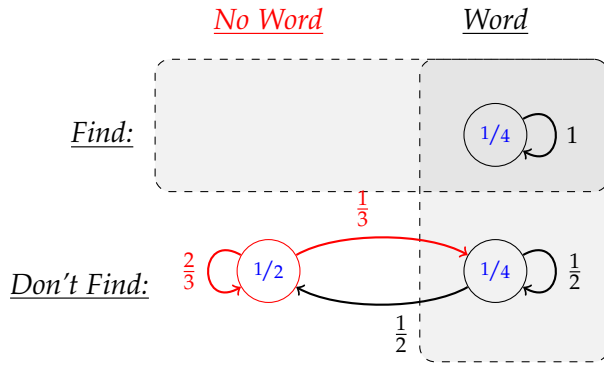 No Word Word
Find: 1/4 1
1/3
Don't Find: 2/3 1/2 1/4 1/2
1/2